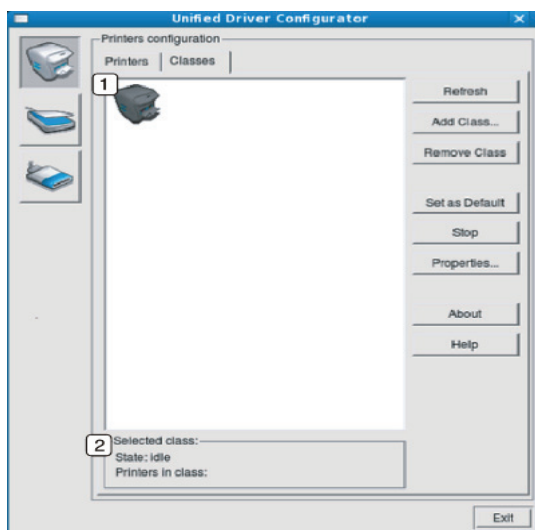 Unified Driver Configurator
Printers configuration
Printers Classes
1
Refresh
Add Class...
Remove Class
Set as Default
Stop
Properties...
About
Help
2
Selected class:
State: idle
Printers in class:
Exit